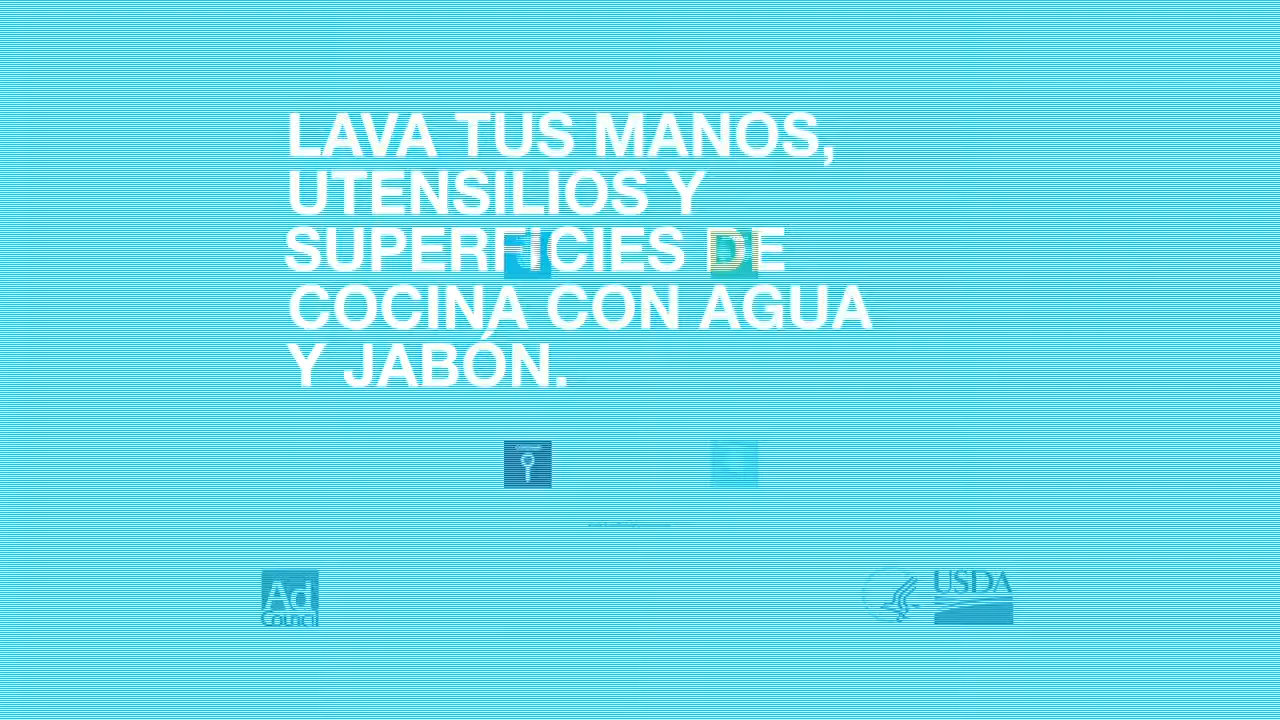 LAVA TUS MANOS,
UTENSILIOS Y
SUPERFICIES DE
COCINA CON AGUA
Y JABÓN.
Ad
Council
USDA